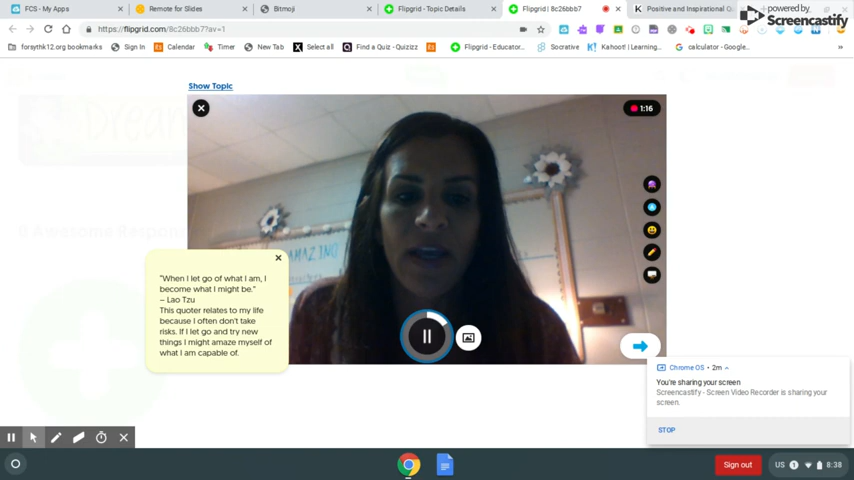 FCS - My Apps
Remote for Slides
Bitmoji
Flipgrid - Topic Details
Flipgrid | 8c26bbb7
Positive and Inspirational Q
powered by
Screencastify
https://flipgrid.com/8c26bbb7?av=1
forsythk12.org bookmarks
Sign In
Calendar
Timer
New Tab
Select all
Find a Quiz - Quizizz
Flipgrid - Educator...
Socrative
Kahoot! | Learning...
calculator - Google...
Show Topic
1:16
Dream
AMAZING
"When I let go of what I am, I
become what I might be."
– Lao Tzu
This quoter relates to my life
because I often don't take
risks. If I let go and try new
things I might amaze myself of
what I am capable of.
Chrome OS • 2m
You're sharing your screen
Screencastify - Screen Video Recorder is sharing your
screen.
STOP
Sign out
US
8:38